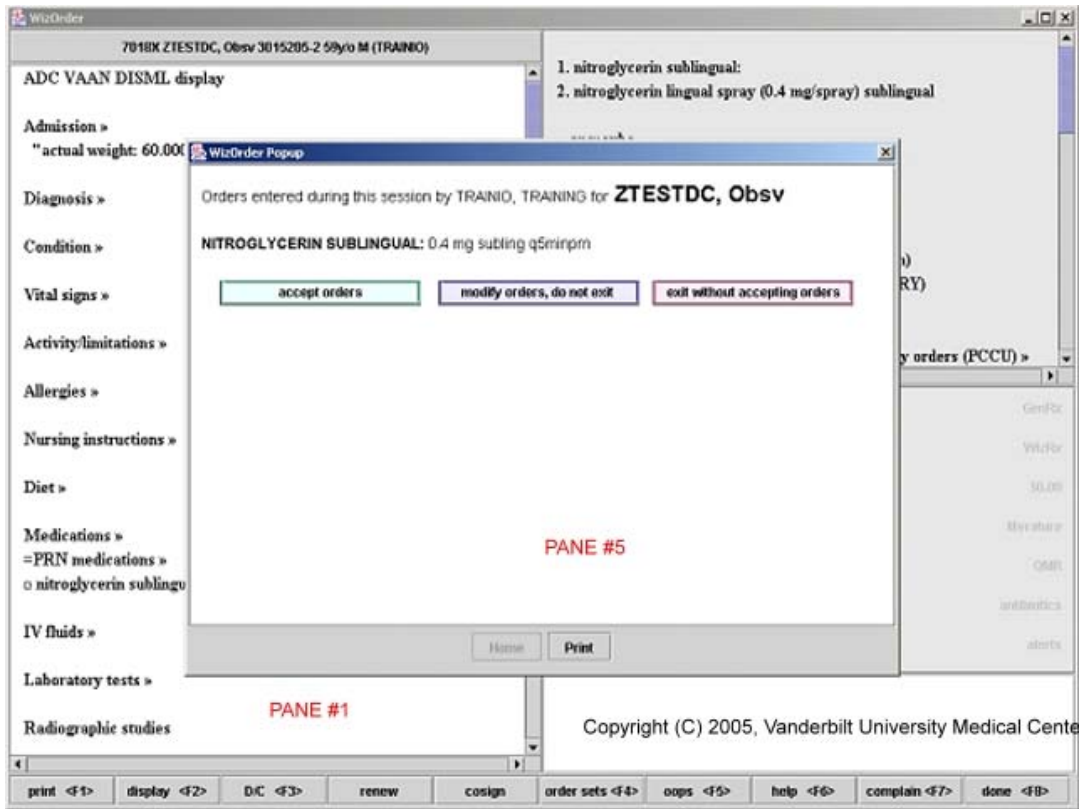 WizOrder
7018X ZTESTDC, Obsv 3015205-2 59y/o M (TRAINIO)
ADC VAAN DISML display
Admission »
"actual weight: 60.000
Diagnosis »
Condition »
Vital signs »
Activity/limitations »
Allergies »
Nursing instructions »
Diet »
Medications »
=PRN medications »
o nitroglycerin sublingu
IV fluids »
Laboratory tests »
Radiographic studies
PANE #1
1. nitroglycerin sublingual:
2. nitroglycerin lingual spray (0.4 mg/spray) sublingual
RY)
y orders (PCCU) »
WizOrder Popup
Orders entered during this session by TRAINIO, TRAINING for ZTESTDC, Obsv
NITROGLYCERIN SUBLINGUAL: 0.4 mg subling q5minprn
accept orders
modify orders, do not exit
exit without accepting orders
PANE #5
Home
Print
GenRx
WizRx
literature
QMR
antibiotics
alerts
Copyright (C) 2005, Vanderbilt University Medical Cente
print <F1>
display <F2>
D/C <F3>
renew
cosign
order sets <F4>
oops <F5>
help <F6>
complain <F7>
done <F8>